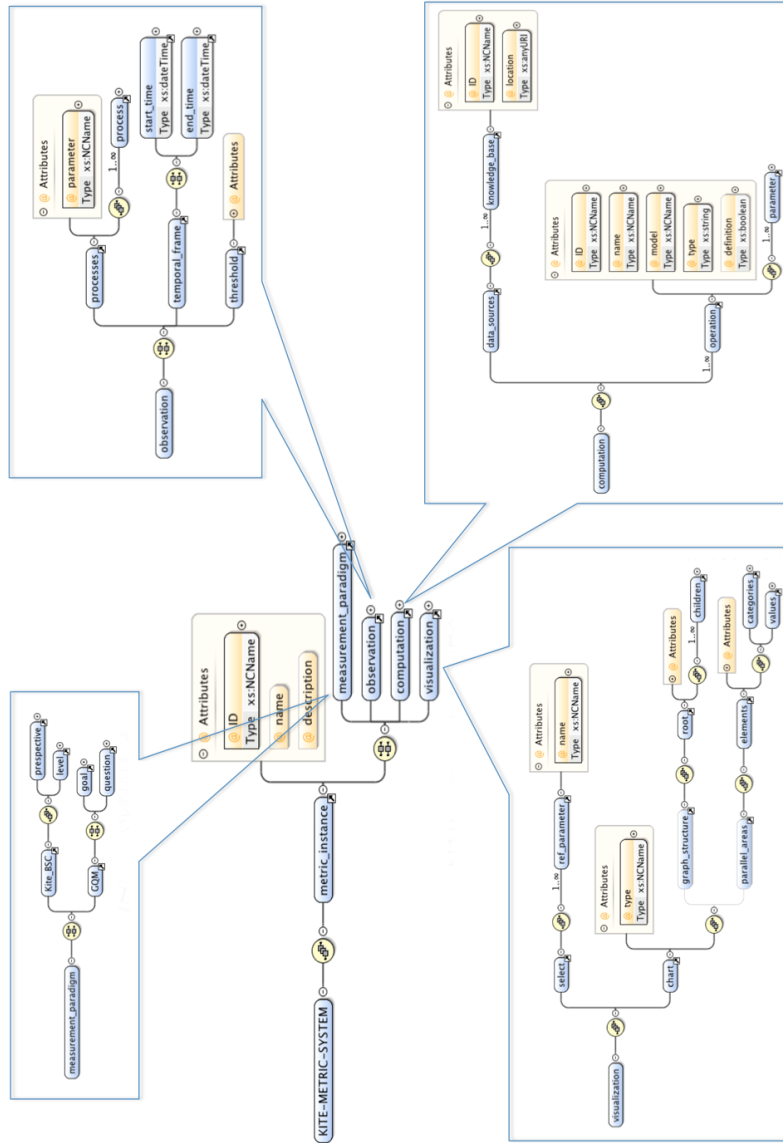 measurement_paradigm
Kite_BSC
prespective
level
GQM
goal
question
observation
processes
Attributes
parameter
Type xs:NCName
1..∞
process
temporal_frame
start_time
Type xs:dateTime
end_time
Type xs:dateTime
threshold
Attributes
KITE-METRIC-SYSTEM
metric_instance
Attributes
ID
Type xs:NCName
name
description
measurement_paradigm
observation
computation
visualization
visualization
select
1..∞
ref_parameter
Attributes
name
Type xs:NCName
chart
Attributes
type
Type xs:NCName
graph_structure
root
Attributes
1..∞
children
parallel_areas
elements
Attributes
categories
values
computation
data_sources
1..∞
knowledge_base
Attributes
ID
Type xs:NCName
location
Type xs:anyURI
1..∞
operation
Attributes
ID
Type xs:NCName
name
Type xs:NCName
model
Type xs:NCName
type
Type xs:string
definition
Type xs:boolean
1..∞
parameter